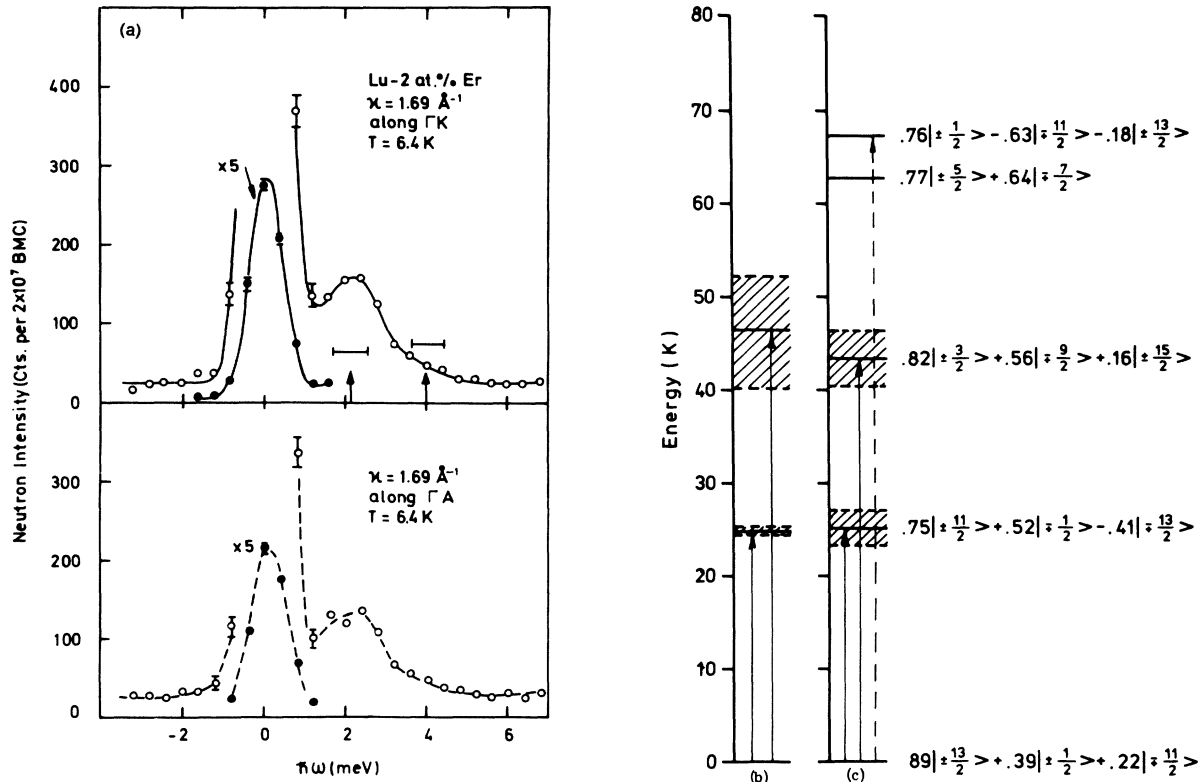 (a)
Lu-2 at.% Er
ϰ = 1.69 Å⁻¹
along ΓK
T = 6.4 K
×5
400
300
200
100
0
Neutron Intensity (Cts. per 2×10⁷ BMC)
ϰ = 1.69 Å⁻¹
along ΓA
T = 6.4 K
×5
300
200
100
0
-2 0 2 4 6
ħω (meV)
80
70
60
50
40
30
20
10
0
Energy (K)
.76|± 1/2 > - .63|∓ 11/2 > - .18|± 13/2 >
.77|± 5/2 > + .64|∓ 7/2 >
.82|± 3/2 > + .56|∓ 9/2 > + .16|± 15/2 >
.75|± 11/2 > + .52|∓ 1/2 > - .41|∓ 13/2 >
89|± 13/2 > + .39|± 1/2 > + .22|∓ 11/2 >
(b) (c)